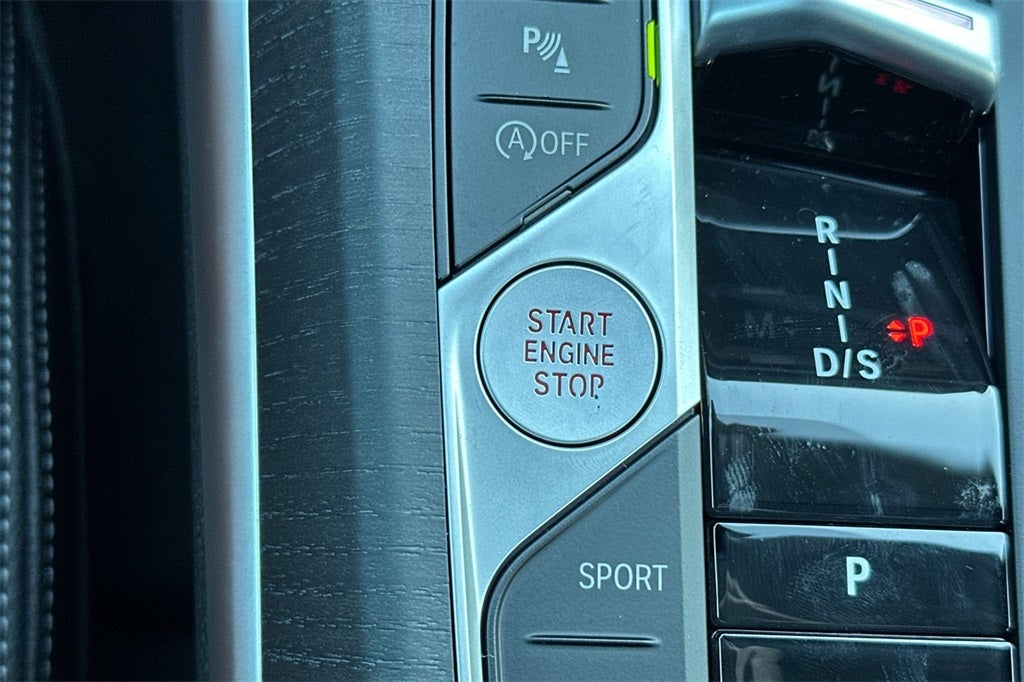 P
A OFF
START
ENGINE
STOP
R
N
P
D/S
SPORT
P